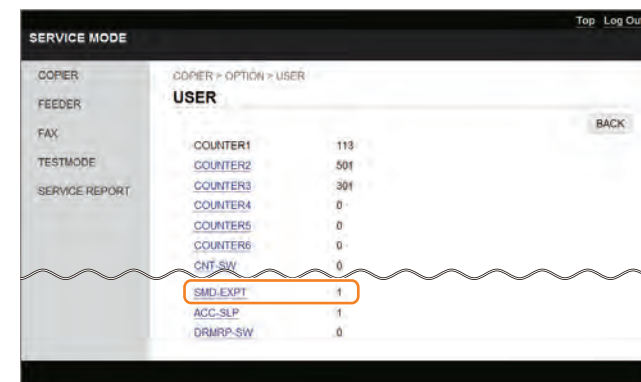 Top Log Out
SERVICE MODE
COPIER
FEEDER
FAX
TESTMODE
SERVICE REPORT
COPIER > OPTION > USER
USER
BACK
COUNTER1 113
COUNTER2 501
COUNTER3 301
COUNTER4 0
COUNTER5 0
COUNTER6 0
CNT-SW 0
SMD-EXPT 1
ACC-SLP 1
DRMRP-SW 0